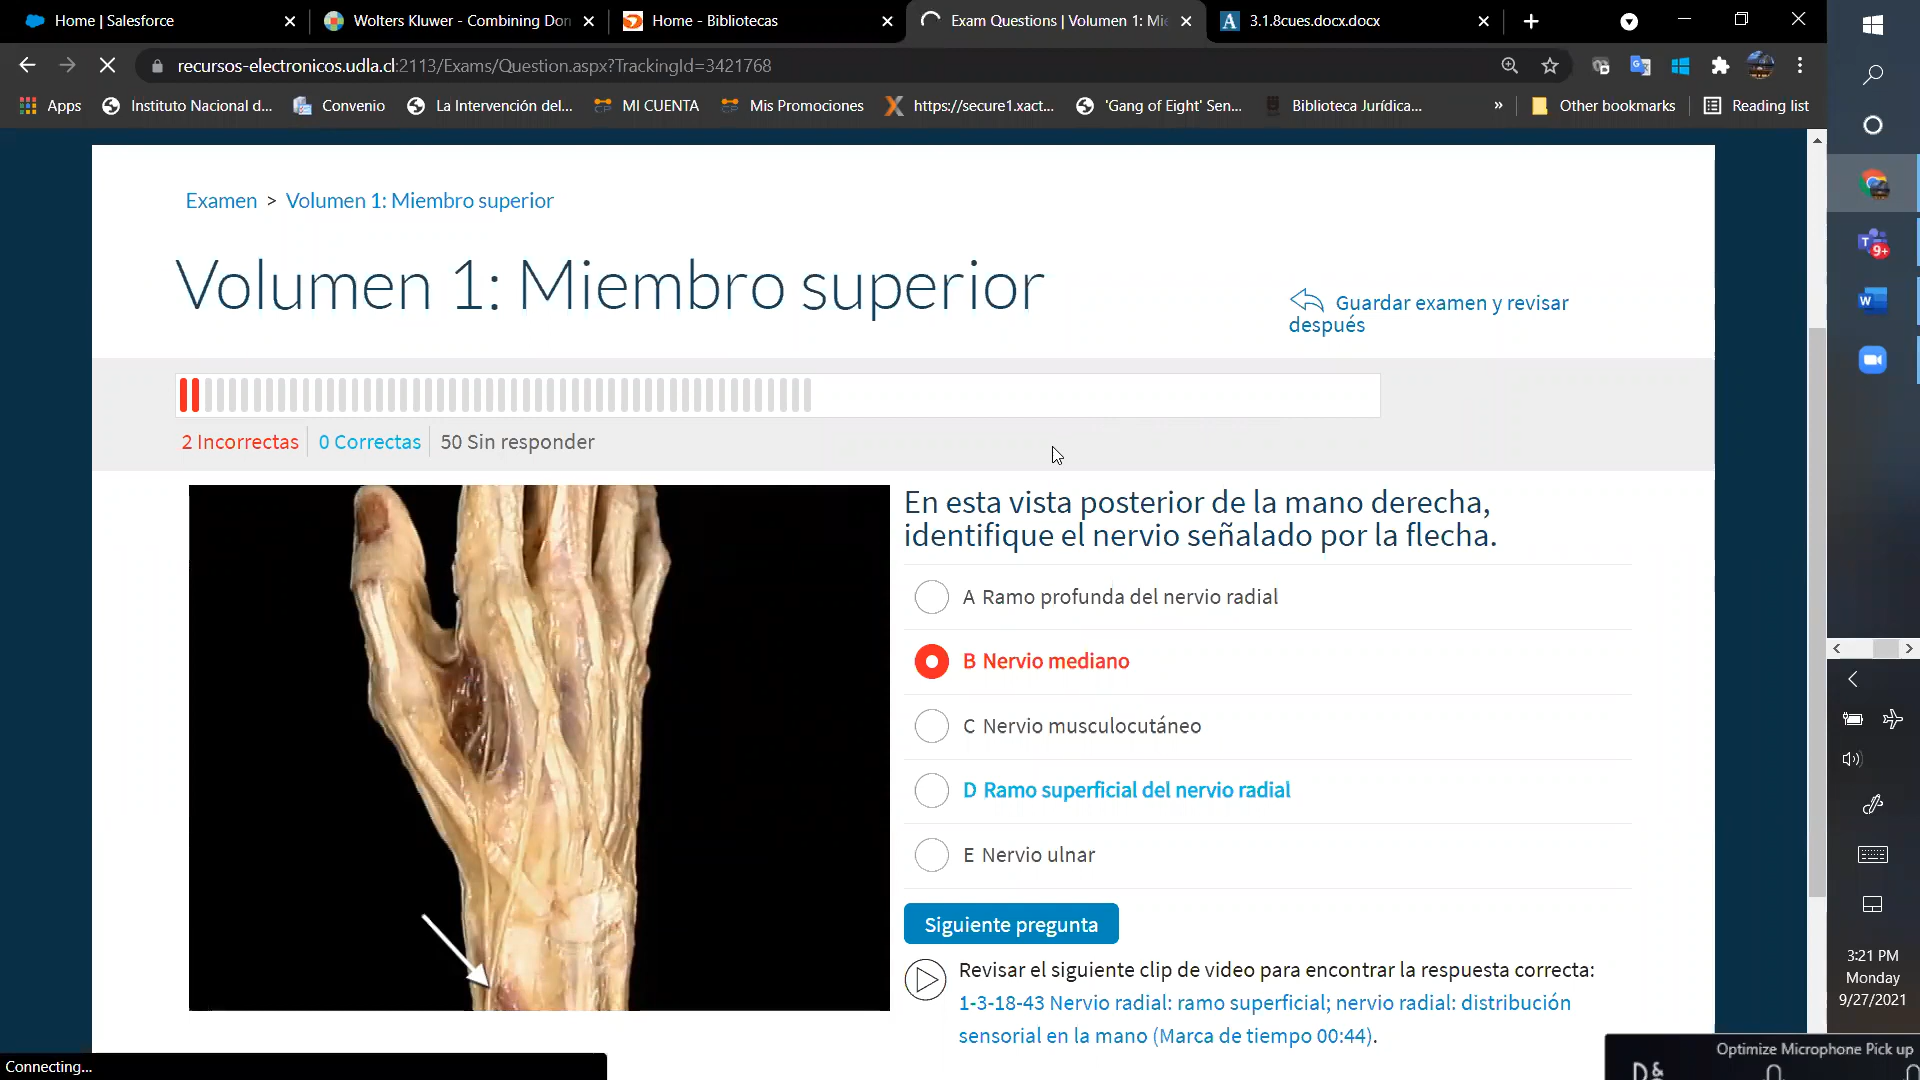 Home | Salesforce
Wolters Kluwer - Combining Dor
Home - Bibliotecas
Exam Questions | Volumen 1: Mie
3.1.8cues.docx.docx
recursos-electronicos.udla.cl:2113/Exams/Question.aspx?TrackingId=3421768
Apps
Instituto Nacional d...
Convenio
La Intervención del...
MI CUENTA
Mis Promociones
https://secure1.xact...
'Gang of Eight' Sen...
Biblioteca Jurídica...
»
Other bookmarks
Reading list
Examen > Volumen 1: Miembro superior
Volumen 1: Miembro superior
Guardar examen y revisar
después
2 Incorrectas
0 Correctas
50 Sin responder
En esta vista posterior de la mano derecha,
identifique el nervio señalado por la flecha.
A Ramo profunda del nervio radial
B Nervio mediano
C Nervio musculocutáneo
D Ramo superficial del nervio radial
E Nervio ulnar
Siguiente pregunta
Revisar el siguiente clip de video para encontrar la respuesta correcta:
1-3-18-43 Nervio radial: ramo superficial; nervio radial: distribución
sensorial en la mano (Marca de tiempo 00:44).
Connecting...
9+
3:21 PM
Monday
9/27/2021
Optimize Microphone Pick up